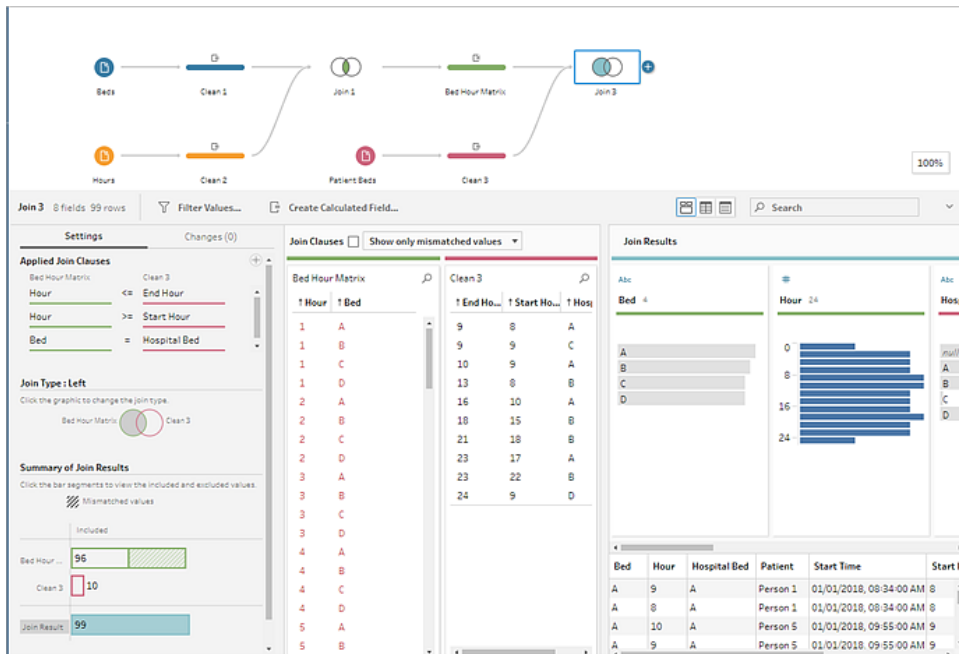 Beds
Clean 1
Join 1
Bed Hour Matrix
Join 3
Hours
Clean 2
Patient Beds
Clean 3
100%
Join 3 8 fields 99 rows
Filter Values...
Create Calculated Field...
Search
Settings
Changes (0)
Applied Join Clauses
Bed Hour Matrix Clean 3
Hour <= End Hour
Hour >= Start Hour
Bed = Hospital Bed
Join Type : Left
Click the graphic to change the join type.
Bed Hour Matrix Clean 3
Summary of Join Results
Click the bar segments to view the included and excluded values.
Mismatched values
Included
Bed Hour ... 96
Clean 3 10
Join Result 99
Join Clauses Show only mismatched values
Bed Hour Matrix
Hour Bed
1 A
1 B
1 C
1 D
2 A
2 B
2 C
2 D
3 A
3 B
3 C
3 D
4 A
4 B
4 C
4 D
5 A
5 B
Clean 3
End Ho... Start Ho... Hosp
9 8 A
9 9 C
10 9 A
13 8 B
16 10 A
18 15 B
21 18 B
23 17 A
23 22 B
24 9 D
Join Results
Abc
Bed 4
A
B
C
D
#
Hour 24
0
8
16
24
Abc
Hos
null
A
B
C
D
Bed Hour Hospital Bed Patient Start Time Start
A 9 A Person 1 01/01/2018, 08:34:00 AM 8
A 8 A Person 1 01/01/2018, 08:34:00 AM 8
A 10 A Person 5 01/01/2018, 09:55:00 AM 9
A 9 A Person 5 01/01/2018, 09:55:00 AM 9